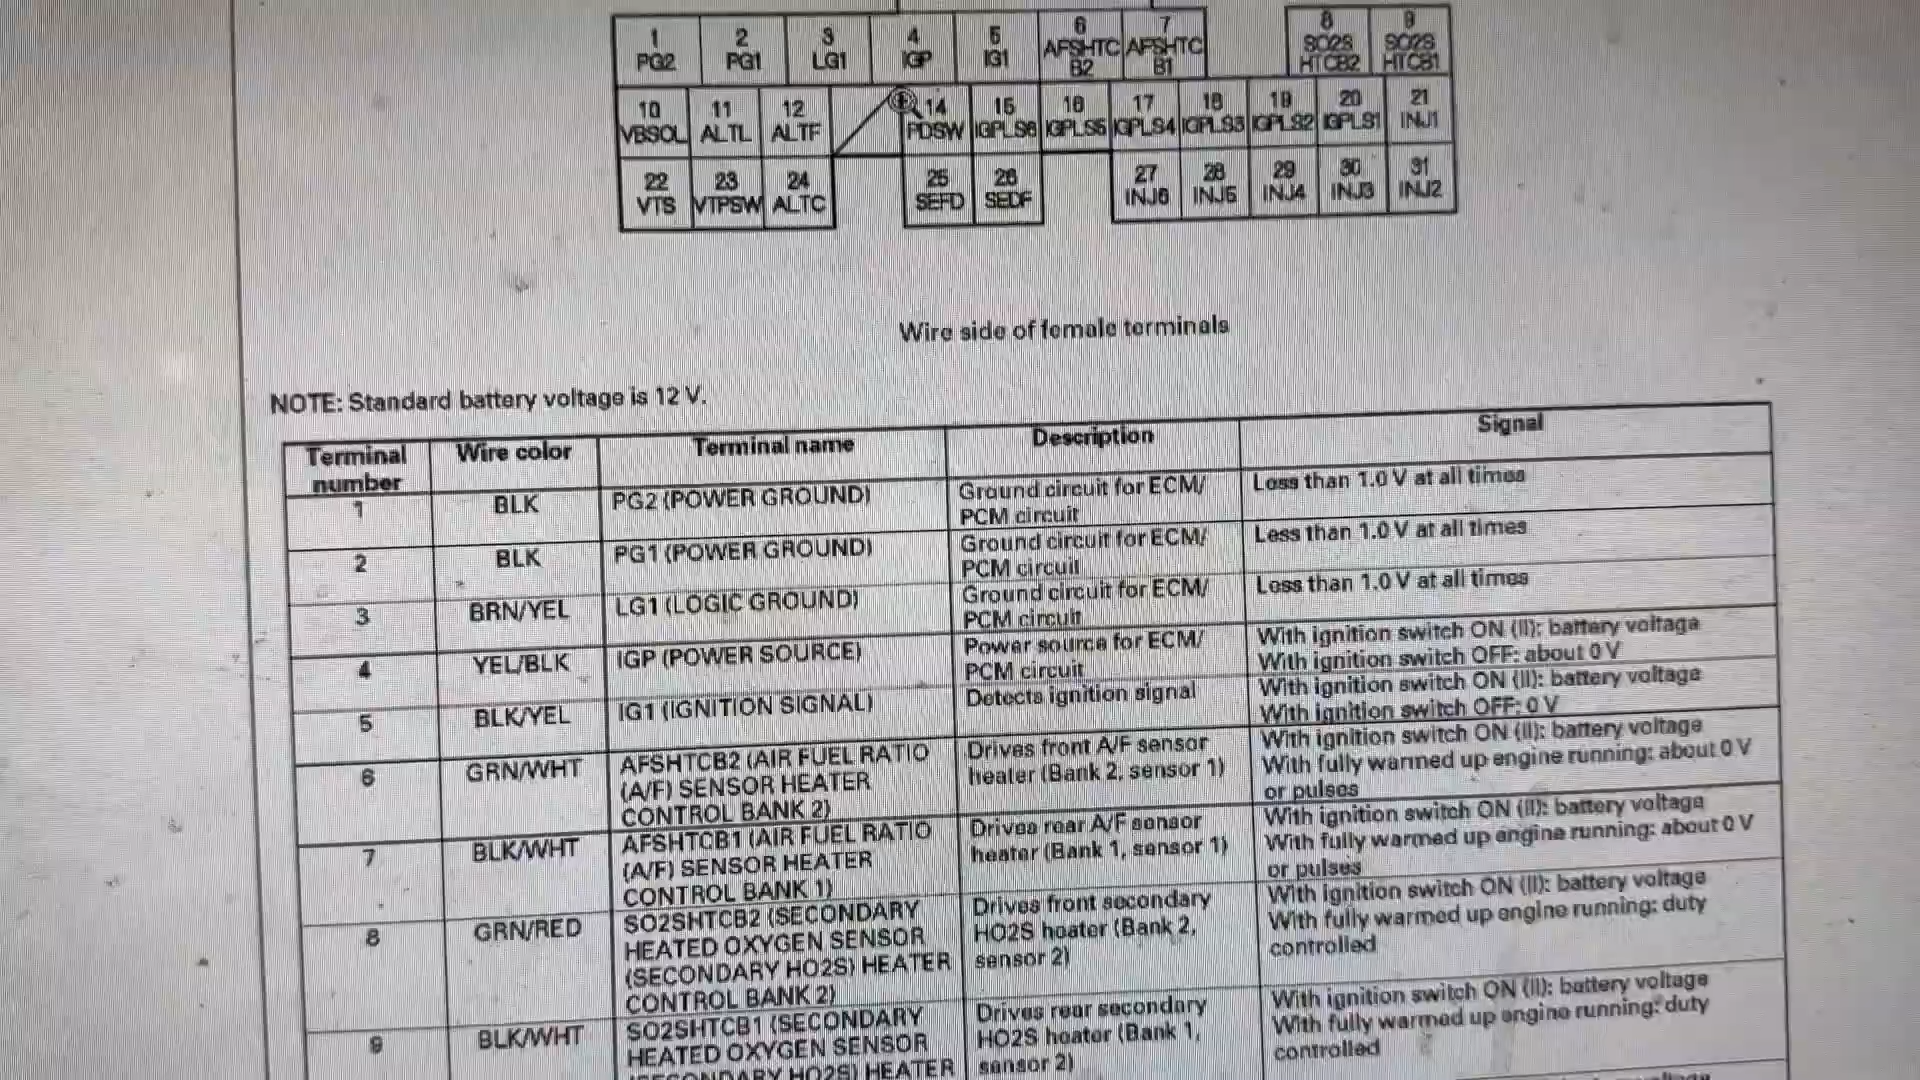 1 2 3 4 5 6 7 8 9
PG2 PG1 LG1 IGP IG1 AFSHTC B2 AFSHTC B1 SO2S HTCB2 SO2S HTCB1
10 11 12 14 15 16 17 18 19 20 21
VBSOL ALTL ALTF PDSW IGPLS6 IGPLS5 IGPLS4 IGPLS3 IGPLS2 IGPLS1 INJ1
22 23 24 25 26 27 28 29 30 31
VTS VTPSW ALTC SEFD SEDF INJ6 INJ5 INJ4 INJ3 INJ2
Wire side of female terminals
NOTE: Standard battery voltage is 12 V.
Terminal number Wire color Terminal name Description Signal
1 BLK PG2 (POWER GROUND) Ground circuit for ECM/ Less than 1.0 V at all times
PCM circuit
2 BLK PG1 (POWER GROUND) Ground circuit for ECM/ Less than 1.0 V at all times
PCM circuit
3 BRN/YEL LG1 (LOGIC GROUND) Ground circuit for ECM/ Less than 1.0 V at all times
PCM circuit
4 YEL/BLK IGP (POWER SOURCE) Power source for ECM/ With ignition switch ON (II): battery voltage
PCM circuit With ignition switch OFF: about 0 V
5 BLK/YEL IG1 (IGNITION SIGNAL) Detects ignition signal With ignition switch ON (II): battery voltage
With ignition switch OFF: 0 V
6 GRN/WHT AFSHTCB2 (AIR FUEL RATIO Drives front A/F sensor With ignition switch ON (II): battery voltage
(A/F) SENSOR HEATER heater (Bank 2, sensor 1) With fully warmed up engine running: about 0 V
CONTROL BANK 2) or pulses
7 BLK/WHT AFSHTCB1 (AIR FUEL RATIO Drives rear A/F sensor With ignition switch ON (II): battery voltage
(A/F) SENSOR HEATER heater (Bank 1, sensor 1) With fully warmed up engine running: about 0 V
CONTROL BANK 1) or pulses
8 GRN/RED SO2SHTCB2 (SECONDARY Drives front secondary With ignition switch ON (II): battery voltage
HEATED OXYGEN SENSOR HO2S heater (Bank 2, With fully warmed up engine running: duty
(SECONDARY HO2S) HEATER sensor 2) controlled
CONTROL BANK 2)
9 BLK/WHT SO2SHTCB1 (SECONDARY Drives rear secondary With ignition switch ON (II): battery voltage
HEATED OXYGEN SENSOR HO2S heater (Bank 1, With fully warmed up engine running: duty
(SECONDARY HO2S) HEATER sensor 2) controlled